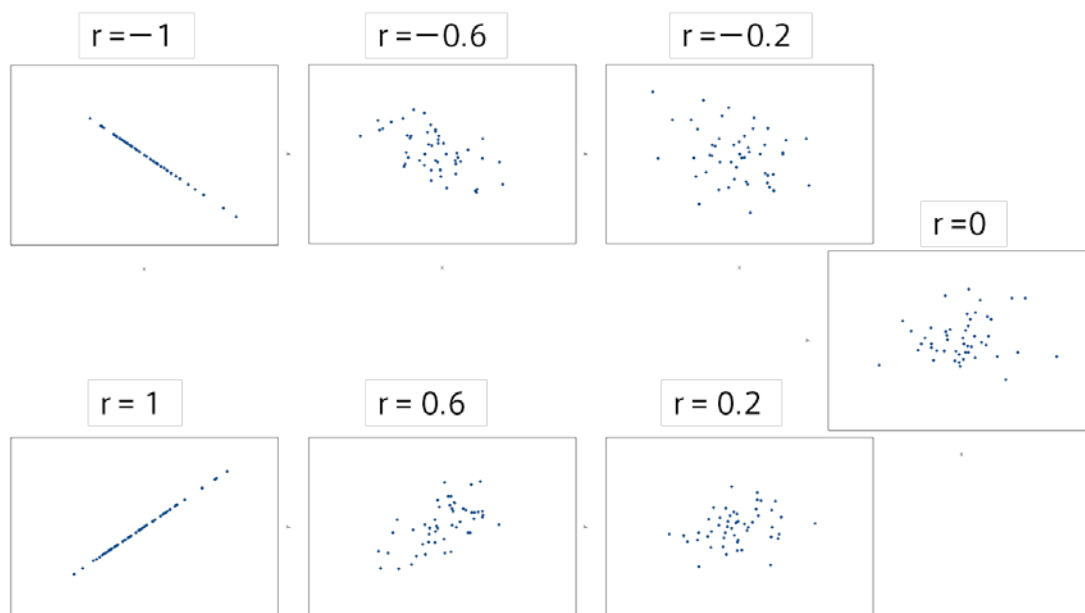 r =−1
r =−0.6
r =−0.2
r =0
r = 1
r = 0.6
r = 0.2